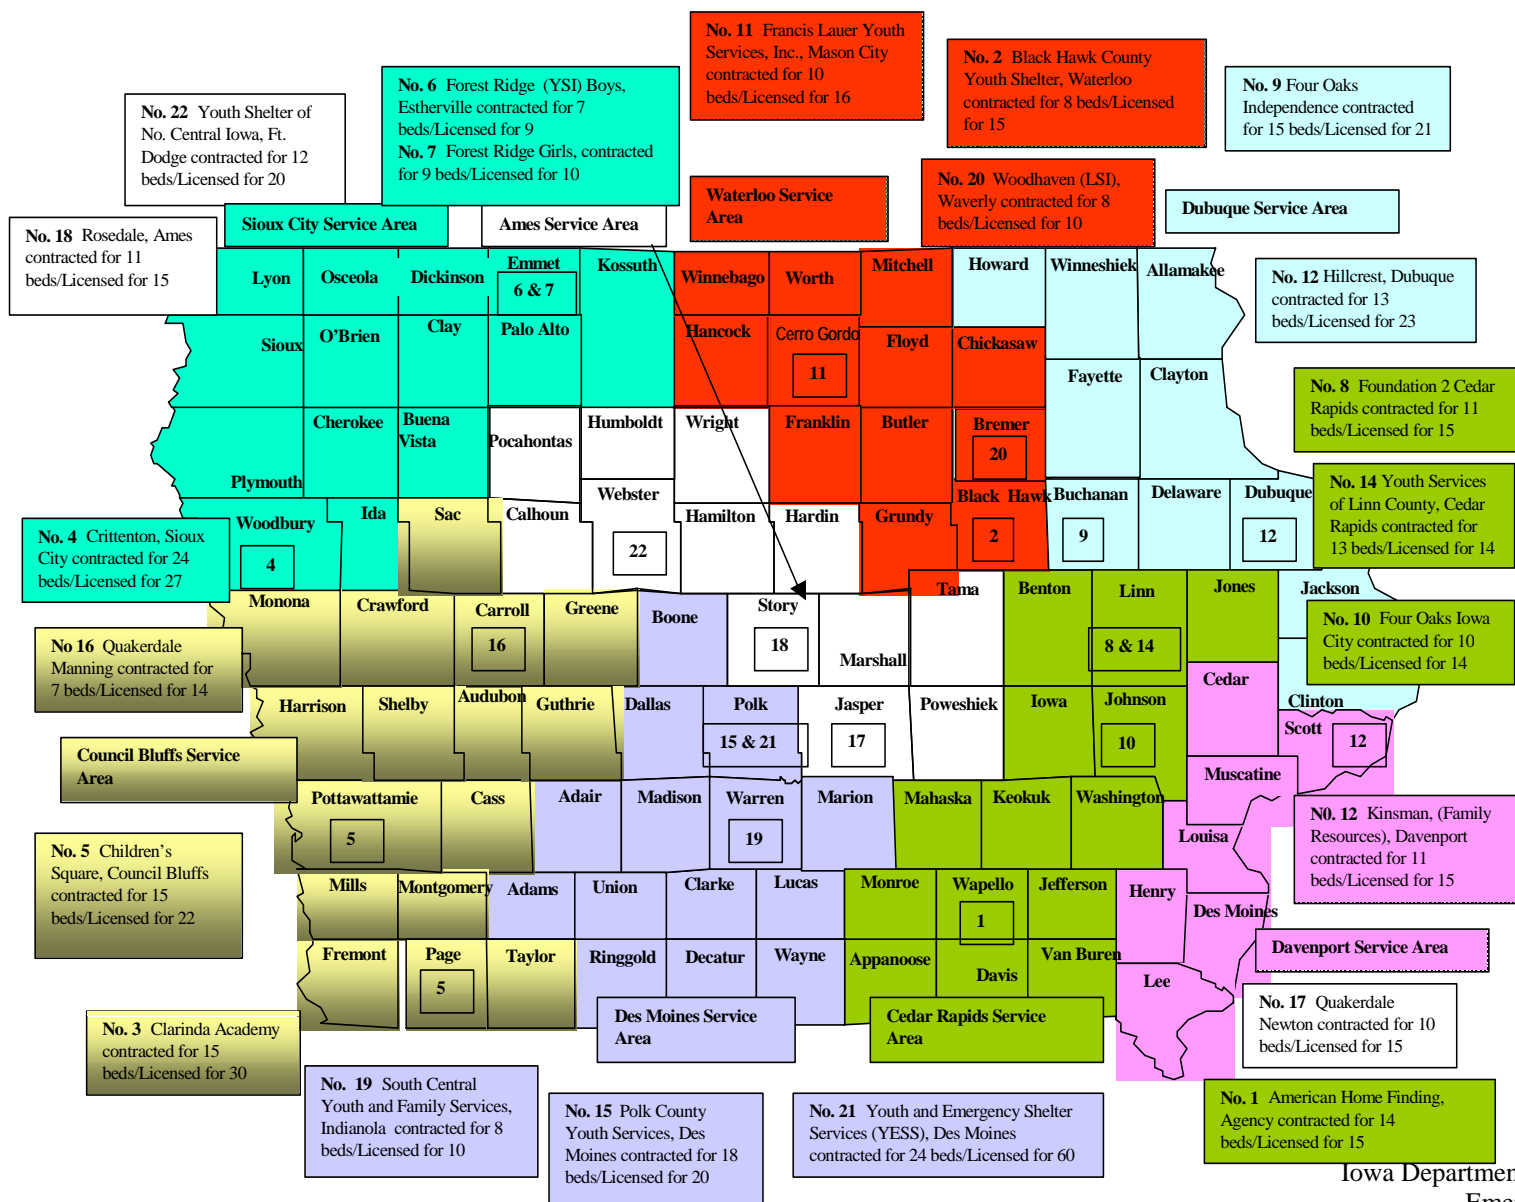 No. 11 Francis Lauer Youth
Services, Inc., Mason City
contracted for 10
beds/Licensed for 16
No. 2 Black Hawk County
Youth Shelter, Waterloo
contracted for 8 beds/Licensed
for 15
No. 9 Four Oaks
Independence contracted
for 15 beds/Licensed for 21
No. 6 Forest Ridge (YSI) Boys,
Estherville contracted for 7
beds/Licensed for 9
No. 7 Forest Ridge Girls, contracted
for 9 beds/Licensed for 10
No. 22 Youth Shelter of
No. Central Iowa, Ft.
Dodge contracted for 12
beds/Licensed for 20
No. 20 Woodhaven (LSI),
Waverly contracted for 8
beds/Licensed for 10
Waterloo Service
Area
Dubuque Service Area
Sioux City Service Area
Ames Service Area
No. 18 Rosedale, Ames
contracted for 11
beds/Licensed for 15
No. 12 Hillcrest, Dubuque
contracted for 13
beds/Licensed for 23
Lyon Osceola Dickinson Emmet Kossuth Winnebago Worth Mitchell Howard Winneshiek Allamakee
6 & 7
Sioux O'Brien Clay Palo Alto Hancock Cerro Gordo Floyd Chickasaw
11
Fayette Clayton
No. 8 Foundation 2 Cedar
Rapids contracted for 11
beds/Licensed for 15
Plymouth Cherokee Buena
Vista
Pocahontas Humboldt Wright Franklin Butler Bremer
20
No. 14 Youth Services
of Linn County, Cedar
Rapids contracted for
13 beds/Licensed for 14
Woodbury Ida Sac Calhoun Webster Hamilton Hardin Grundy Black Hawk Buchanan Delaware Dubuque
4 22 2 9 12
No. 4 Crittenton, Sioux
City contracted for 24
beds/Licensed for 27
Monona Crawford Carroll Greene Boone Story Marshall Tama Benton Linn Jones Jackson
16 18 8 & 14
No. 10 Four Oaks Iowa
City contracted for 10
beds/Licensed for 14
No 16 Quakerdale
Manning contracted for
7 beds/Licensed for 14
Harrison Shelby Audubon Guthrie Dallas Polk Jasper Poweshiek Iowa Johnson Cedar Clinton
15 & 21 17 10
Scott
12
Muscatine
Council Bluffs Service
Area
Pottawattamie Cass Adair Madison Warren Marion Mahaska Keokuk Washington Louisa
5 19
N0. 12 Kinsman, (Family
Resources), Davenport
contracted for 11
beds/Licensed for 15
No. 5 Children's
Square, Council Bluffs
contracted for 15
beds/Licensed for 22
Mills Montgomery Adams Union Clarke Lucas Monroe Wapello Jefferson Henry Des Moines
1
Davenport Service Area
Fremont Page Taylor Ringgold Decatur Wayne Appanoose Davis Van Buren Lee
5
No. 17 Quakerdale
Newton contracted for 10
beds/Licensed for 15
No. 3 Clarinda Academy
contracted for 15
beds/Licensed for 30
Des Moines Service
Area
Cedar Rapids Service
Area
No. 19 South Central
Youth and Family Services,
Indianola contracted for 8
beds/Licensed for 10
No. 15 Polk County
Youth Services, Des
Moines contracted for 18
beds/Licensed for 20
No. 21 Youth and Emergency Shelter
Services (YESS), Des Moines
contracted for 24 beds/Licensed for 60
No. 1 American Home Finding,
Agency contracted for 14
beds/Licensed for 15
Iowa Departmen